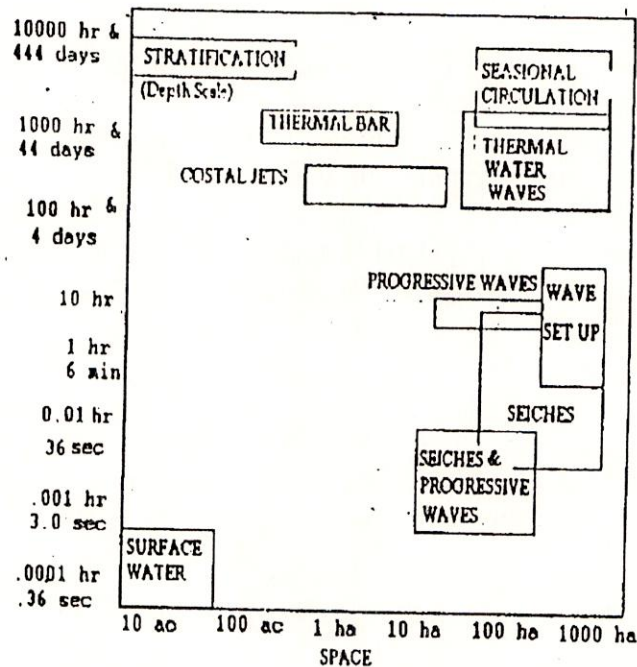 10000 hr &
444 days
STRATIFICATION
(Depth Scale)
SEASIONAL
CIRCULATION
1000 hr &
44 days
THERMAL BAR
THERMAL
WATER
WAVES
COSTAL JETS
100 hr &
4 days
PROGRESSIVE WAVES
WAVE
SET UP
10 hr
1 hr
6 min
SEICHES
0.01 hr
36 sec
SEICHES &
PROGRESSIVE
WAVES
.001 hr
3.0 sec
SURFACE
WATER
.0001 hr
.36 sec
10 ac
100 ac
1 ha
10 ha
100 ha
1000 ha
SPACE